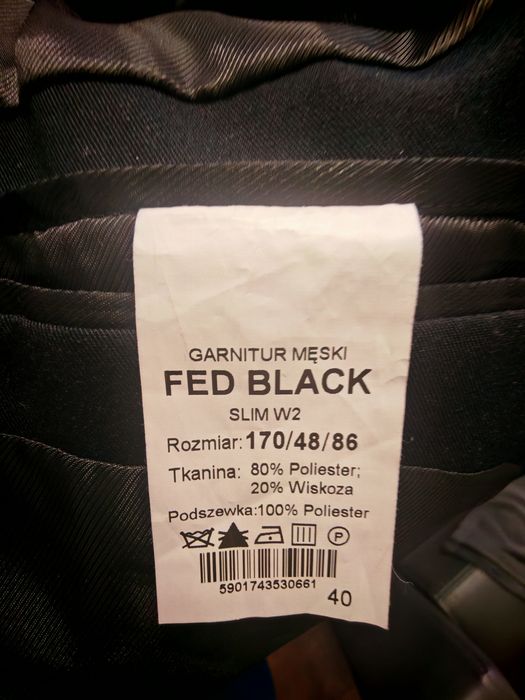 GARNITUR MĘSKI
FED BLACK
SLIM W2
Rozmiar: 170/48/86
Tkanina: 80% Poliester;
20% Wiskoza
Podszewka:100% Poliester
P
5901743530661
40